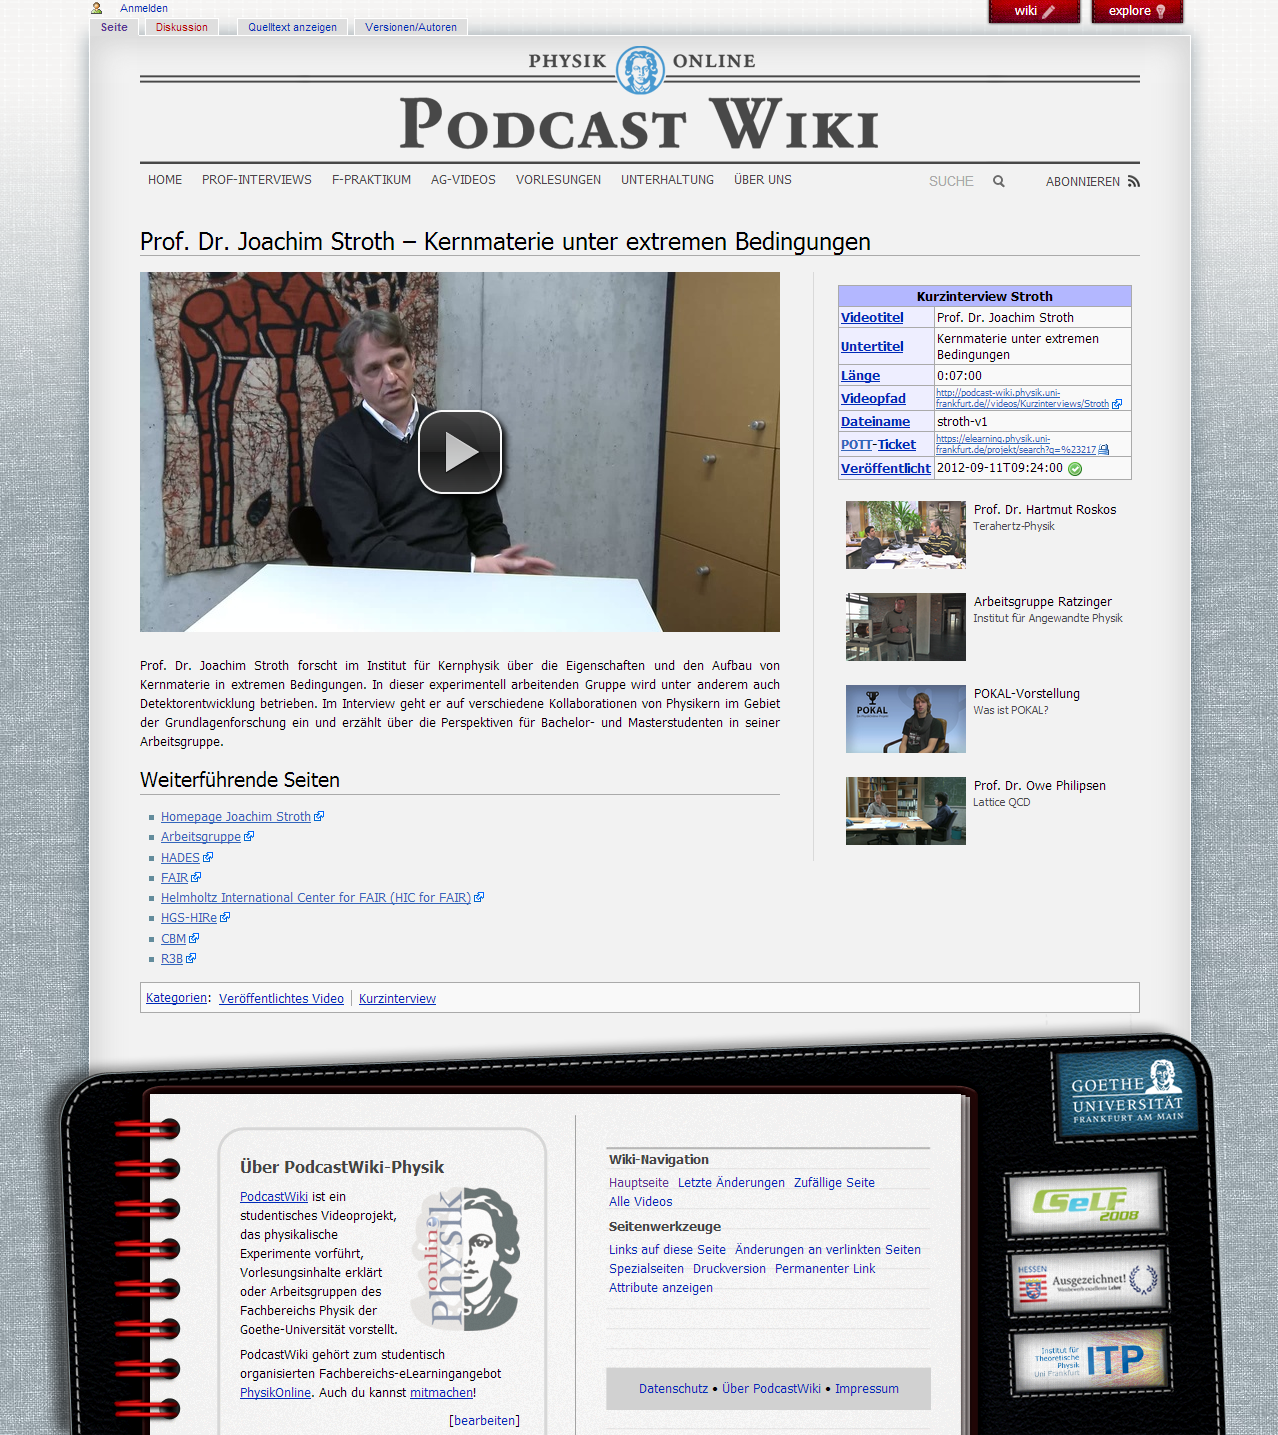 Anmelden
Seite
Diskussion
Quelltext anzeigen
Versionen/Autoren
wiki
explore
PHYSIK ONLINE
PODCAST WIKI
HOME
PROF-INTERVIEWS
F-PRAKTIKUM
AG-VIDEOS
VORLESUNGEN
UNTERHALTUNG
ÜBER UNS
SUCHE
ABONNIEREN
Prof. Dr. Joachim Stroth – Kernmaterie unter extremen Bedingungen
Kurzinterview Stroth
Videotitel Prof. Dr. Joachim Stroth
Untertitel Kernmaterie unter extremen
Bedingungen
Länge 0:07:00
Videopfad http://podcast-wiki.physik.uni-
frankfurt.de//videos/Kurzinterviews/Stroth
Dateiname stroth-v1
POTT-Ticket https://elearning.physik.uni-
frankfurt.de/projekt/search?q=%23217
Veröffentlicht 2012-09-11T09:24:00
Prof. Dr. Hartmut Roskos
Terahertz-Physik
Arbeitsgruppe Ratzinger
Institut für Angewandte Physik
POKAL
POKAL-Vorstellung
Was ist POKAL?
Prof. Dr. Owe Philipsen
Lattice QCD
Prof. Dr. Joachim Stroth forscht im Institut für Kernphysik über die Eigenschaften und den Aufbau von
Kernmaterie in extremen Bedingungen. In dieser experimentell arbeitenden Gruppe wird unter anderem auch
Detektorentwicklung betrieben. Im Interview geht er auf verschiedene Kollaborationen von Physikern im Gebiet
der Grundlagenforschung ein und erzählt über die Perspektiven für Bachelor- und Masterstudenten in seiner
Arbeitsgruppe.
Weiterführende Seiten
Homepage Joachim Stroth
Arbeitsgruppe
HADES
FAIR
Helmholtz International Center for FAIR (HIC for FAIR)
HGS-HIRe
CBM
R3B
Kategorien: Veröffentlichtes Video | Kurzinterview
GOETHE
UNIVERSITÄT
FRANKFURT AM MAIN
Über PodcastWiki-Physik
PodcastWiki ist ein
studentisches Videoprojekt,
das physikalische
Experimente vorführt,
Vorlesungsinhalte erklärt
oder Arbeitsgruppen des
Fachbereichs Physik der
Goethe-Universität vorstellt.
online
Physik
PodcastWiki gehört zum studentisch
organisierten Fachbereichs-eLearningangebot
PhysikOnline. Auch du kannst mitmachen!
[bearbeiten]
Wiki-Navigation
Hauptseite Letzte Änderungen Zufällige Seite
Alle Videos
Seitenwerkzeuge
Links auf diese Seite Änderungen an verlinkten Seiten
Spezialseiten Druckversion Permanenter Link
Attribute anzeigen
Datenschutz • Über PodcastWiki • Impressum
SeLF
2008
HESSEN
Ausgezeichnet!
Wettbewerb exzellente Lehre
Institut für
Theoretische
Physik
Uni Frankfurt
ITP